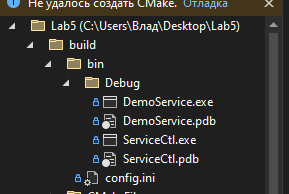 Не удалось создать CMake. Отладка
Lab5 (C:\Users\Влад\Desktop\Lab5)
build
bin
Debug
DemoService.exe
DemoService.pdb
ServiceCtl.exe
ServiceCtl.pdb
config.ini